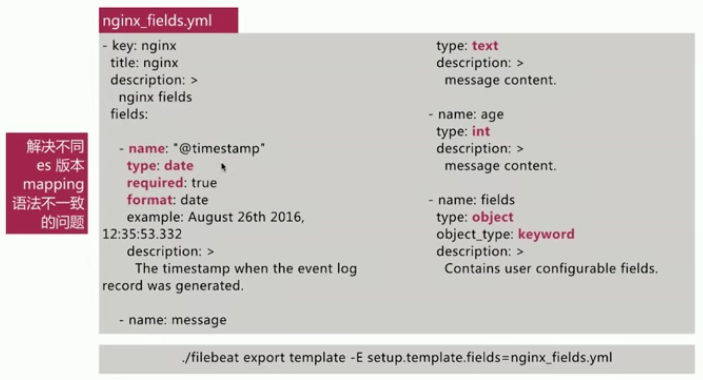 nginx_fields.yml
- key: nginx
title: nginx
description: >
nginx fields
fields:
- name: "@timestamp"
type: date
required: true
format: date
example: August 26th 2016,
12:35:53.332
description: >
The timestamp when the event log
record was generated.
- name: message
type: text
description: >
message content.
- name: age
type: int
description: >
message content.
- name: fields
type: object
object_type: keyword
description: >
Contains user configurable fields.
解决不同
es 版本
mapping
语法不一致
的问题
./filebeat export template -E setup.template.fields=nginx_fields.yml